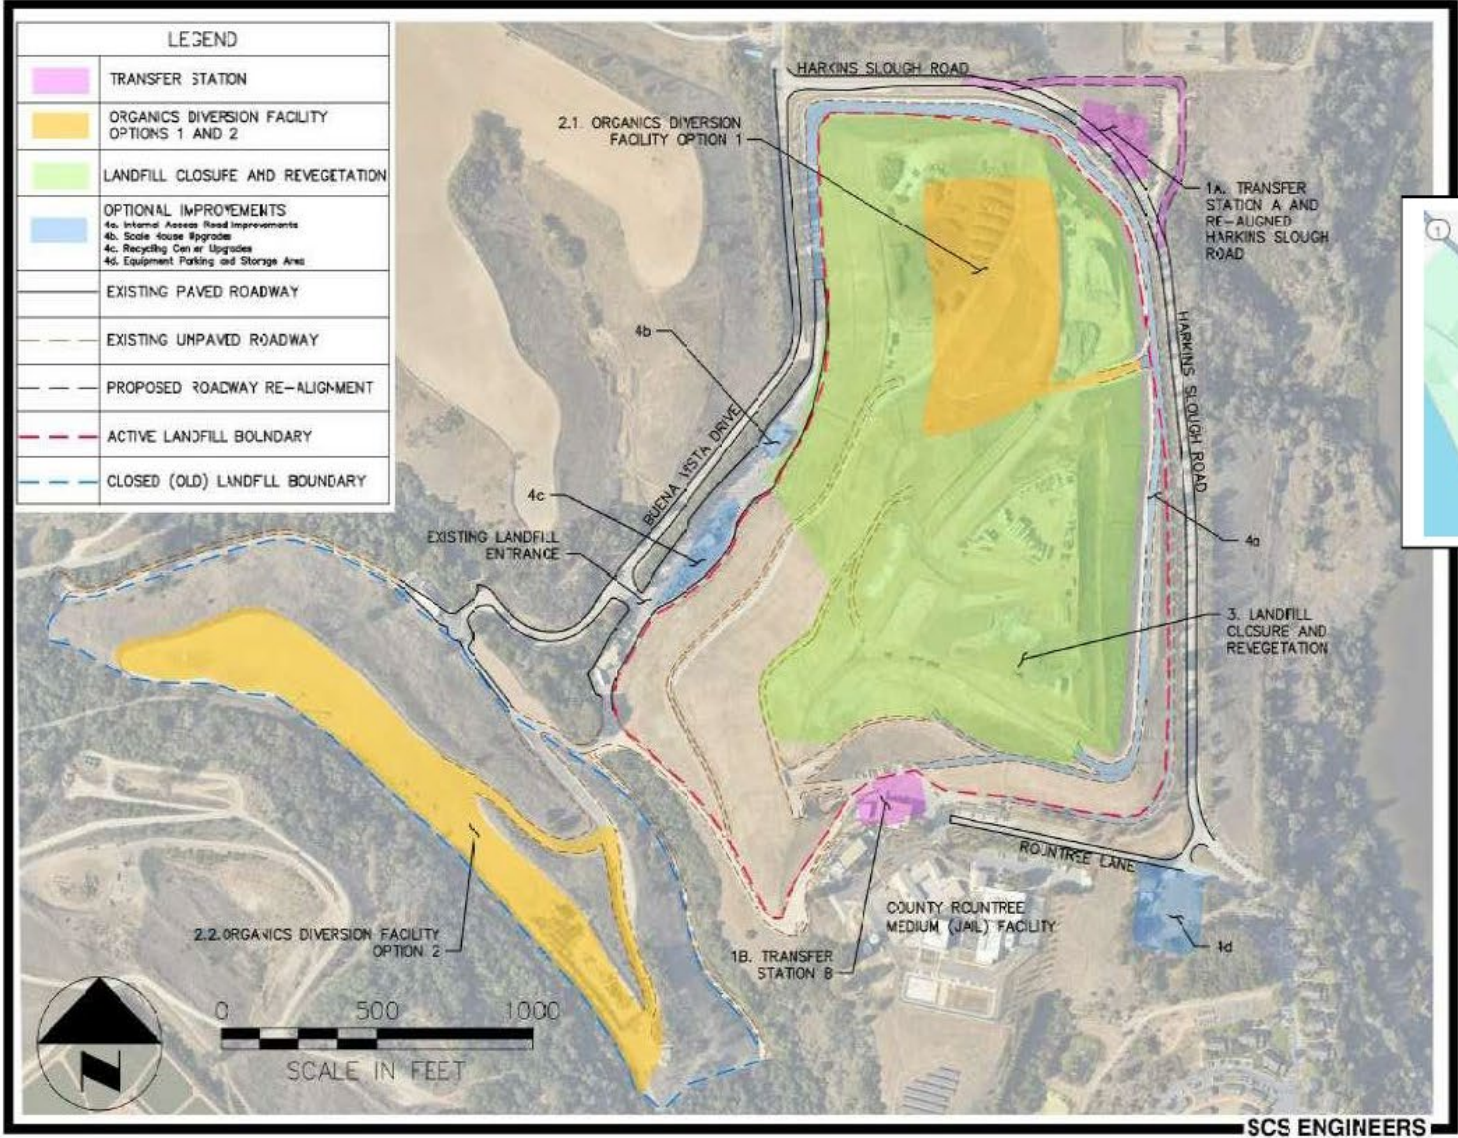 LEGEND
TRANSFER STATION
ORGANICS DIVERSION FACILITY
OPTIONS 1 AND 2
LANDFILL CLOSURE AND REVEGETATION
OPTIONAL IMPROVEMENTS
4a. Internal Access Road Improvements
4b. Scale House Upgrades
4c. Recycling Center Upgrades
4d. Equipment Parking and Storage Area
EXISTING PAVED ROADWAY
EXISTING UNPAVED ROADWAY
PROPOSED ROADWAY RE-ALIGNMENT
ACTIVE LANDFILL BOUNDARY
CLOSED (OLD) LANDFILL BOUNDARY
HARKINS SLOUGH ROAD
2.1. ORGANICS DIVERSION
FACILITY OPTION 1
1A. TRANSFER
STATION A AND
RE-ALIGNED
HARKINS SLOUGH
ROAD
1
4b
BUENA VISTA DRIVE
HARKINS SLOUGH ROAD
4c
EXISTING LANDFILL
ENTRANCE
4a
3. LANDFILL
CLOSURE AND
REVEGETATION
ROUNTREE LANE
COUNTY ROUNTREE
MEDIUM (JAIL) FACILITY
2.2. ORGANICS DIVERSION FACILITY
OPTION 2
1B. TRANSFER
STATION B
4d
0 500 1000
SCALE IN FEET
N
SCS ENGINEERS